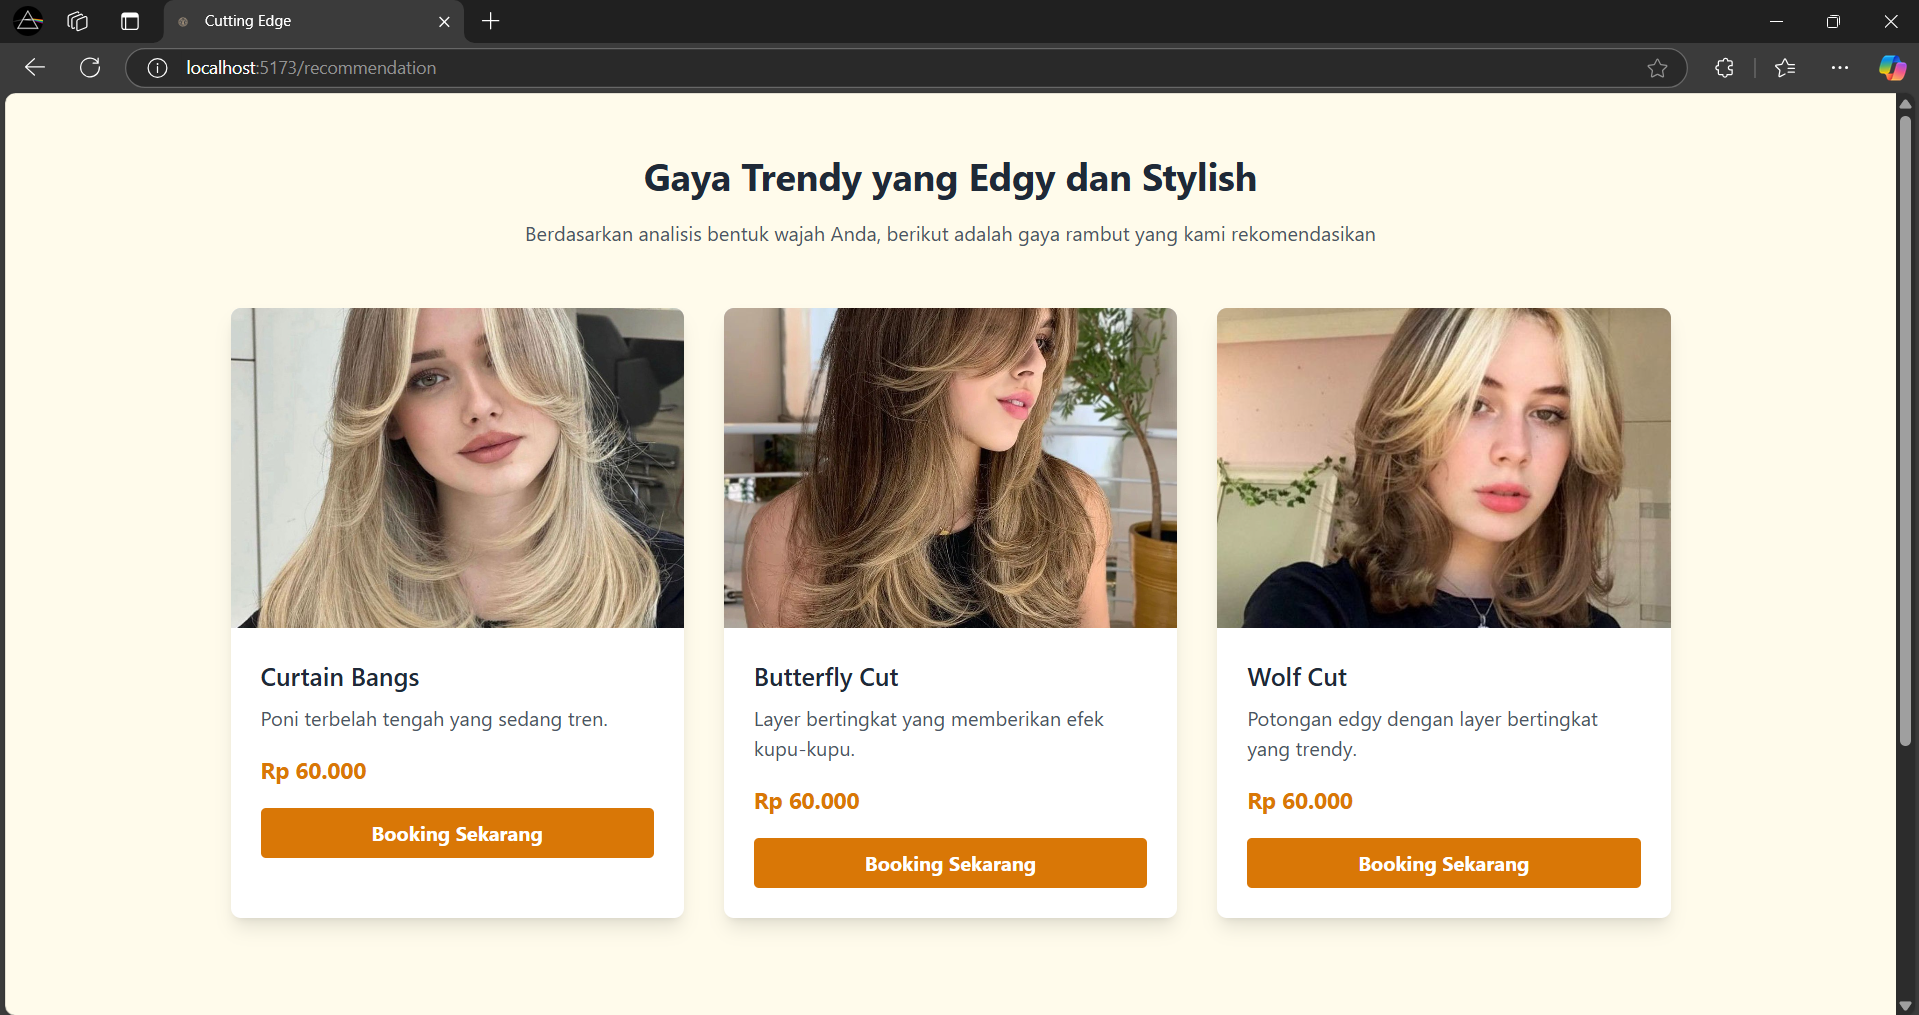 Cutting Edge
localhost:5173/recommendation
Gaya Trendy yang Edgy dan Stylish
Berdasarkan analisis bentuk wajah Anda, berikut adalah gaya rambut yang kami rekomendasikan
Curtain Bangs
Poni terbelah tengah yang sedang tren.
Rp 60.000
Booking Sekarang
Butterfly Cut
Layer bertingkat yang memberikan efek
kupu-kupu.
Rp 60.000
Booking Sekarang
Wolf Cut
Potongan edgy dengan layer bertingkat
yang trendy.
Rp 60.000
Booking Sekarang